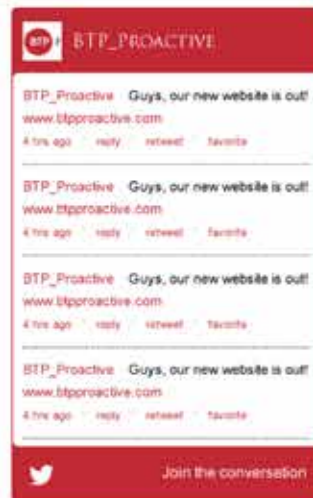 BTP P BTP_PROACTIVE
BTP_Proactive Guys, our new website is out!
www.btpproactive.com
4 hrs ago reply retweet favorite
BTP_Proactive Guys, our new website is out!
www.btpproactive.com
4 hrs ago reply retweet favorite
BTP_Proactive Guys, our new website is out!
www.btpproactive.com
4 hrs ago reply retweet favorite
BTP_Proactive Guys, our new website is out!
www.btpproactive.com
4 hrs ago reply retweet favorite
Join the conversation